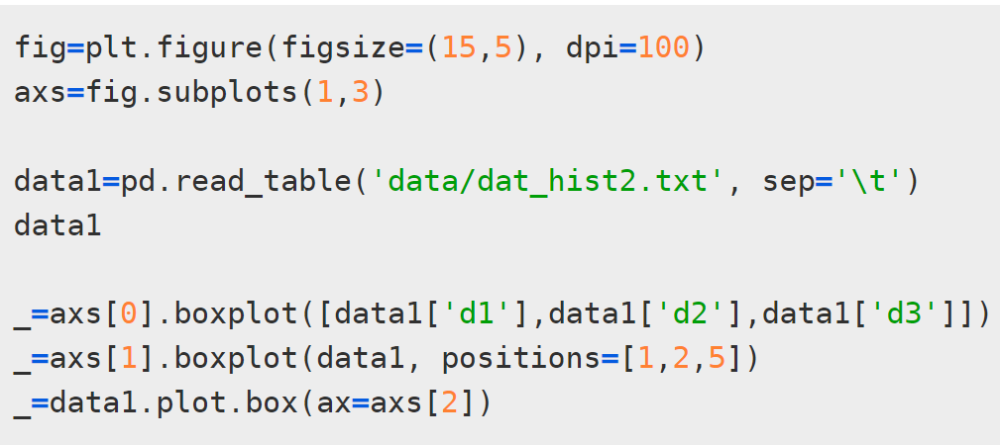 fig=plt.figure(figsize=(15,5), dpi=100)
axs=fig.subplots(1,3)
data1=pd.read_table('data/dat_hist2.txt', sep='\t')
data1
_=axs[0].boxplot([data1['d1'],data1['d2'],data1['d3']])
_=axs[1].boxplot(data1, positions=[1,2,5])
_=data1.plot.box(ax=axs[2])